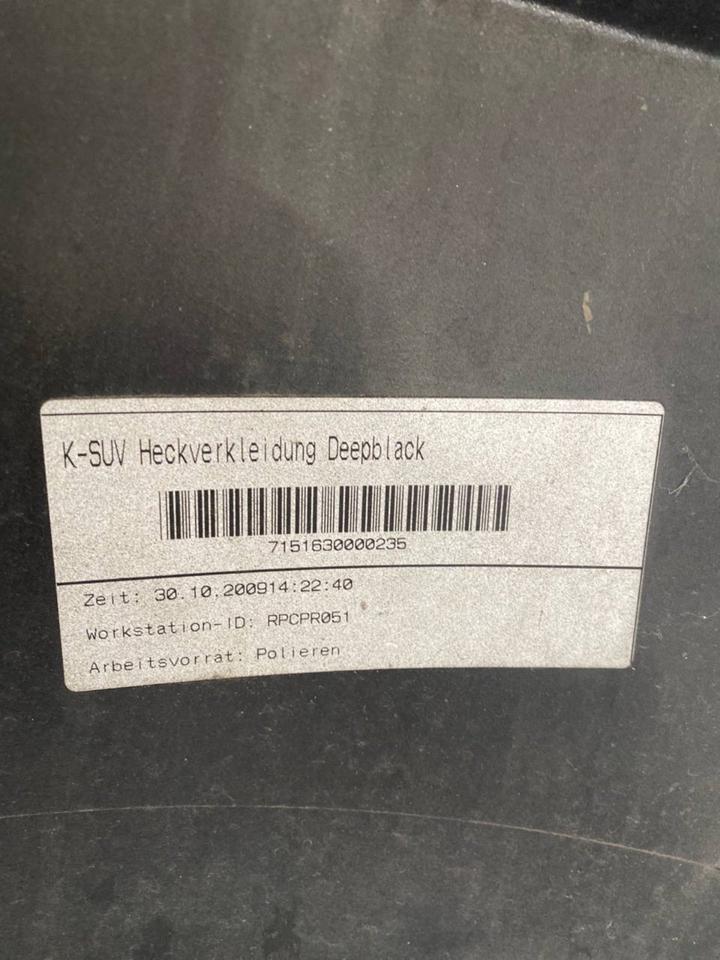 K-SUV Heckverkleidung Deepblack
7151630000235
Zeit: 30.10.200914:22:40
Workstation-ID: RPCPR051
Arbeitsvorrat: Polieren